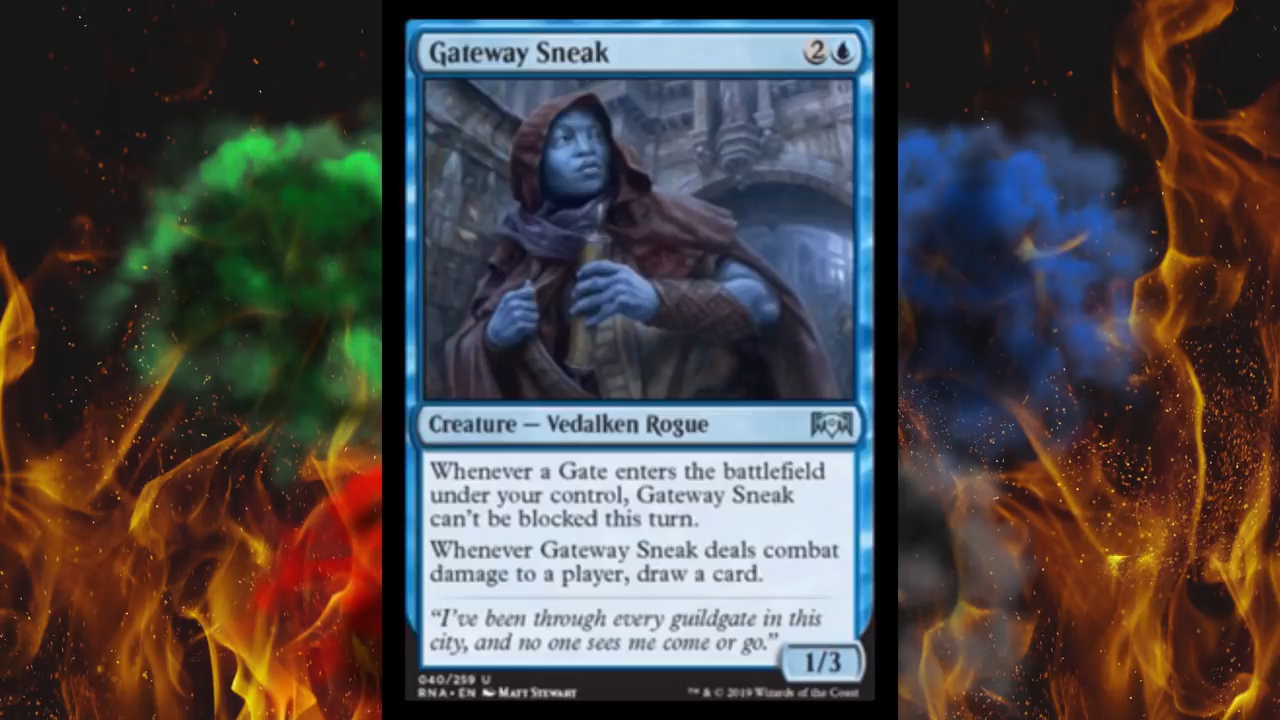 Gateway Sneak 2
Creature — Vedalken Rogue
Whenever a Gate enters the battlefield
under your control, Gateway Sneak
can't be blocked this turn.
Whenever Gateway Sneak deals combat
damage to a player, draw a card.
"I've been through every guildgate in this
city, and no one sees me come or go."
1/3
040/259 U
RNA • EN Matt Stewart ™ & © 2019 Wizards of the Coast